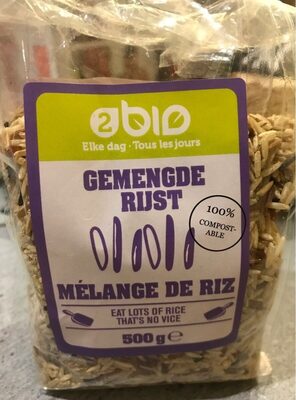 2BIO
Elke dag · Tous les jours
GEMENGDE
RIJST
100%
COMPOST-
ABLE
MÉLANGE DE RIZ
EAT LOTS OF RICE
THAT'S NO VICE
500 g e